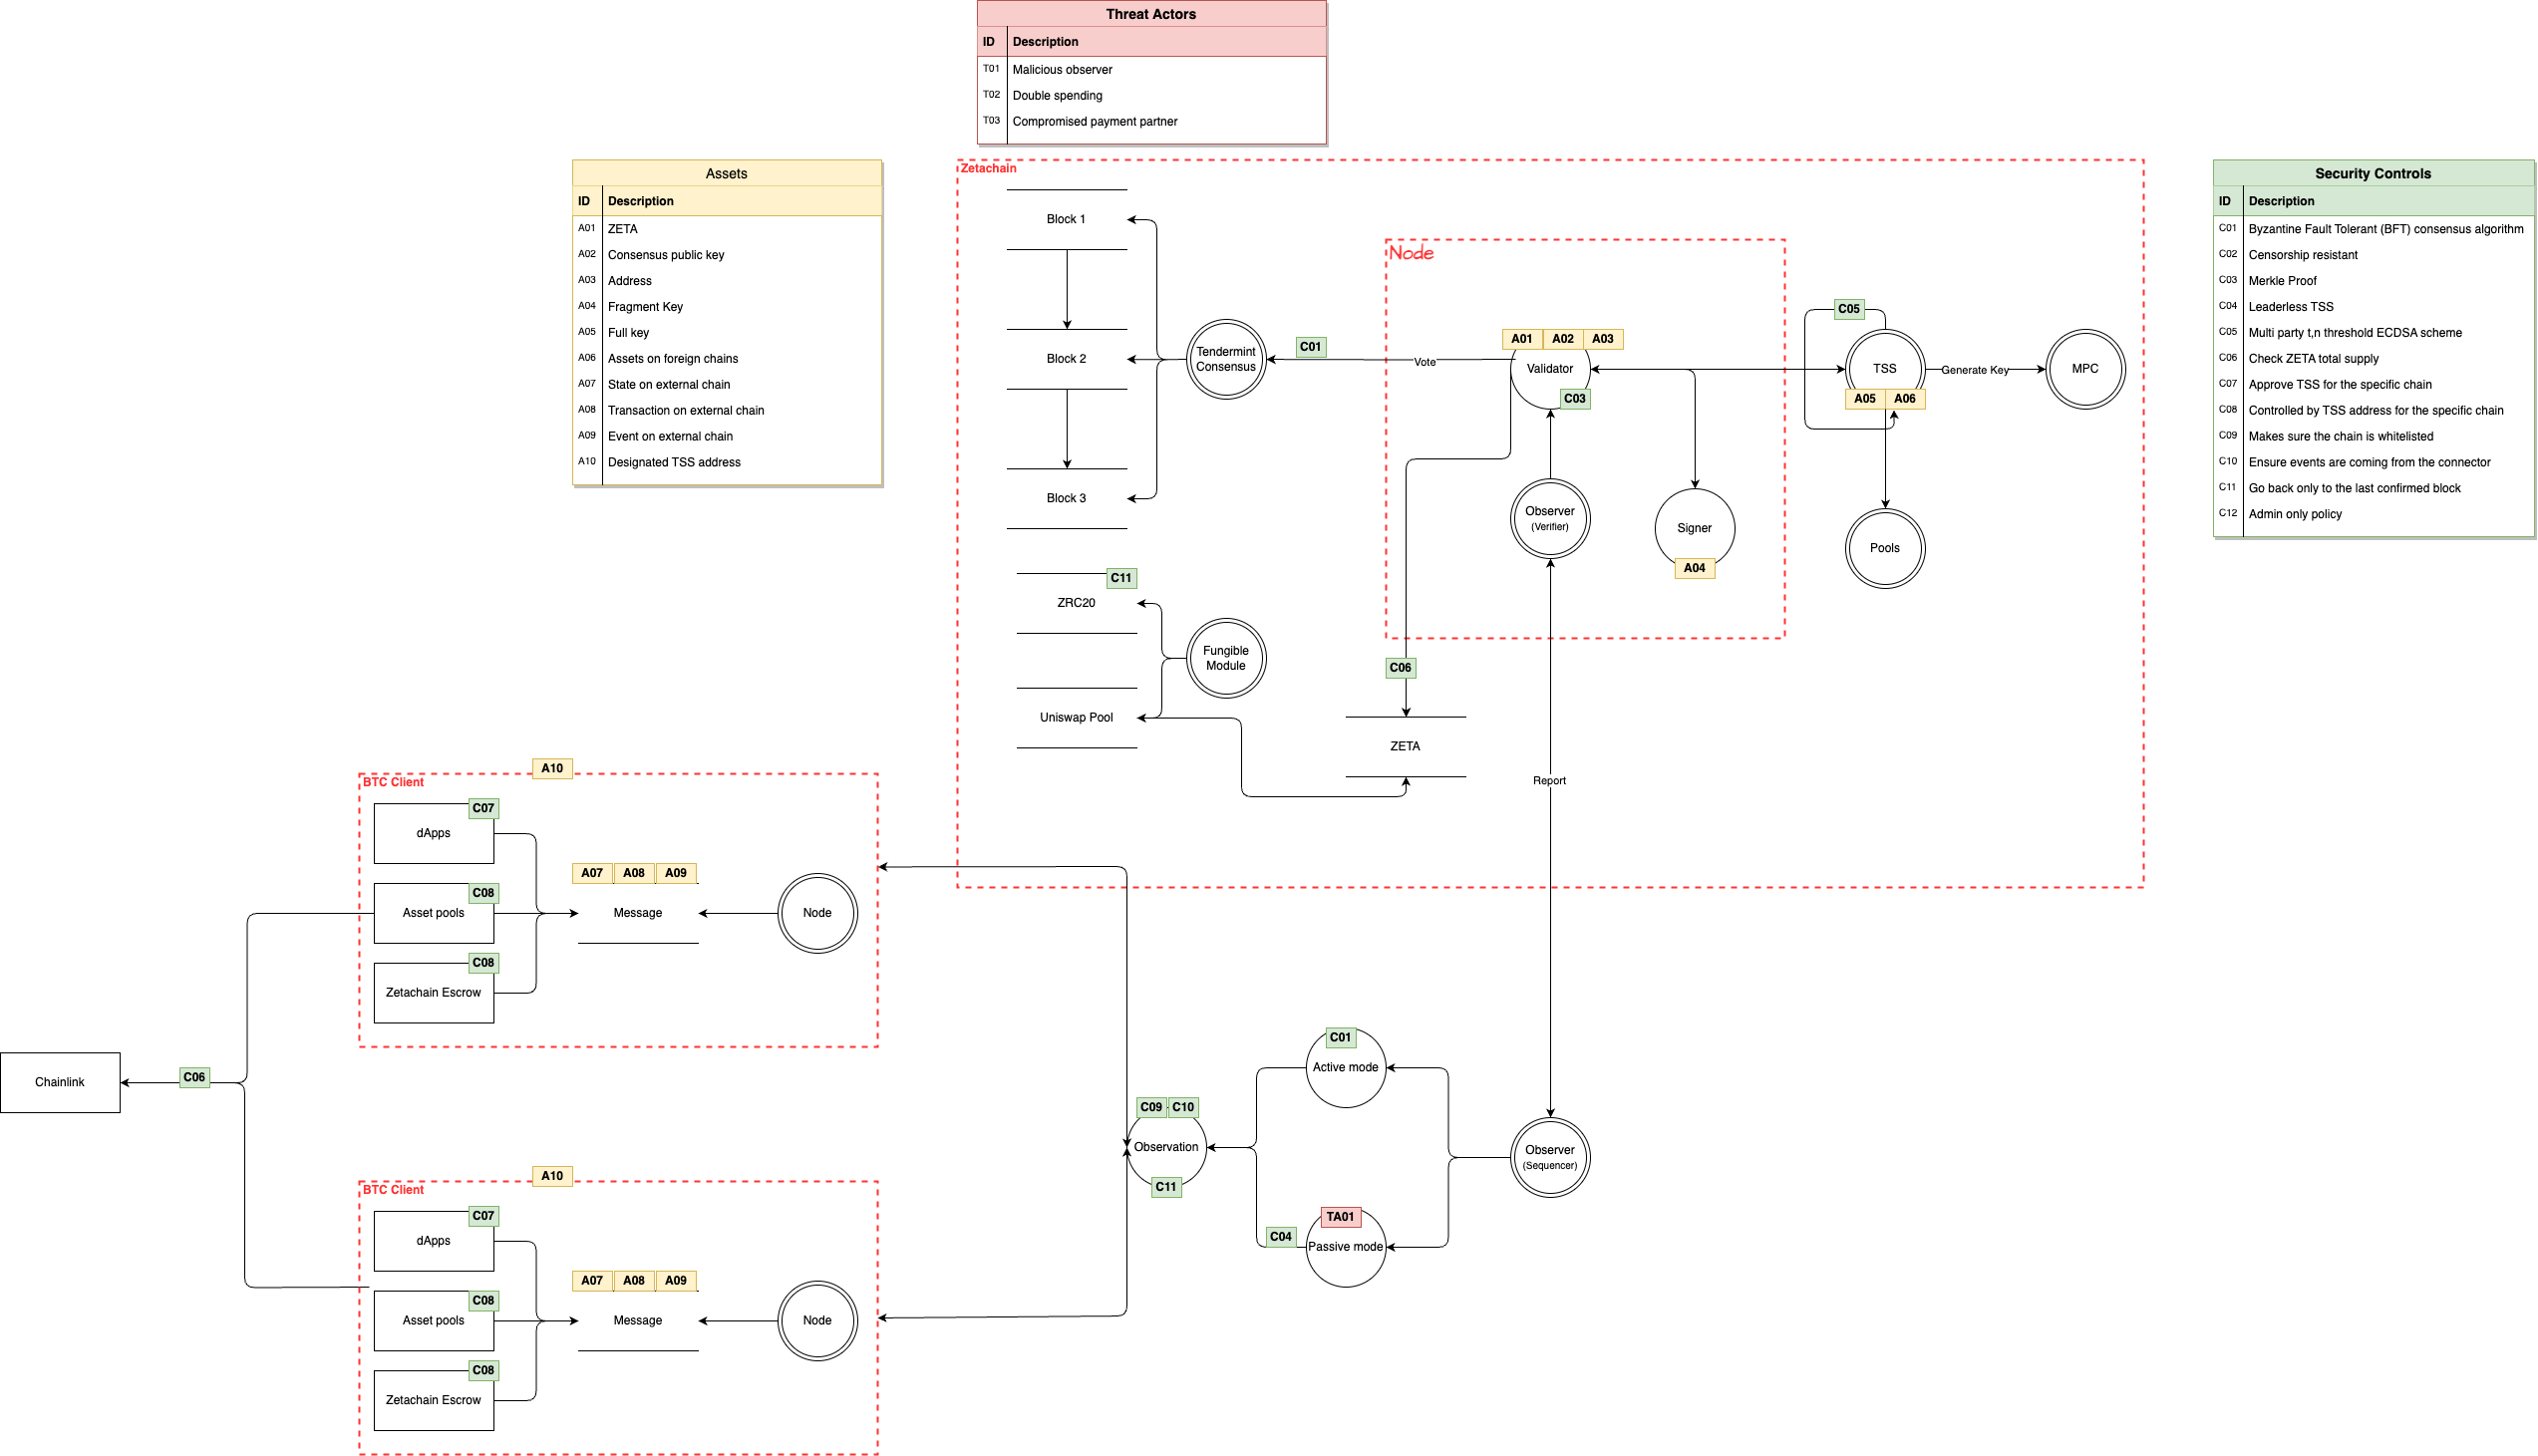 Threat Actors
ID Description
T01 Malicious observer
T02 Double spending
T03 Compromised payment partner
Assets
ID Description
A01 ZETA
A02 Consensus public key
A03 Address
A04 Fragment Key
A05 Full key
A06 Assets on foreign chains
A07 State on external chain
A08 Transaction on external chain
A09 Event on external chain
A10 Designated TSS address
Security Controls
ID Description
C01 Byzantine Fault Tolerant (BFT) consensus algorithm
C02 Censorship resistant
C03 Merkle Proof
C04 Leaderless TSS
C05 Multi party t,n threshold ECDSA scheme
C06 Check ZETA total supply
C07 Approve TSS for the specific chain
C08 Controlled by TSS address for the specific chain
C09 Makes sure the chain is whitelisted
C10 Ensure events are coming from the connector
C11 Go back only to the last confirmed block
C12 Admin only policy
Zetachain
Block 1
Block 2
Block 3
Tendermint
Consensus
C01
Vote
Node
A01 A02 A03
Validator
C03
Observer
(Verifier)
Signer
A04
C05
TSS
A05 A06
Generate Key
MPC
Pools
C11
ZRC20
Fungible
Module
Uniswap Pool
C06
ZETA
Report
A10
BTC Client
C07
dApps
C08
Asset pools
C08
Zetachain Escrow
A07 A08 A09
Message
Node
Chainlink
C06
A10
BTC Client
C07
dApps
C08
Asset pools
C08
Zetachain Escrow
A07 A08 A09
Message
Node
C09 C10
Observation
C11
C01
Active mode
TA01
Passive mode
C04
Observer
(Sequencer)